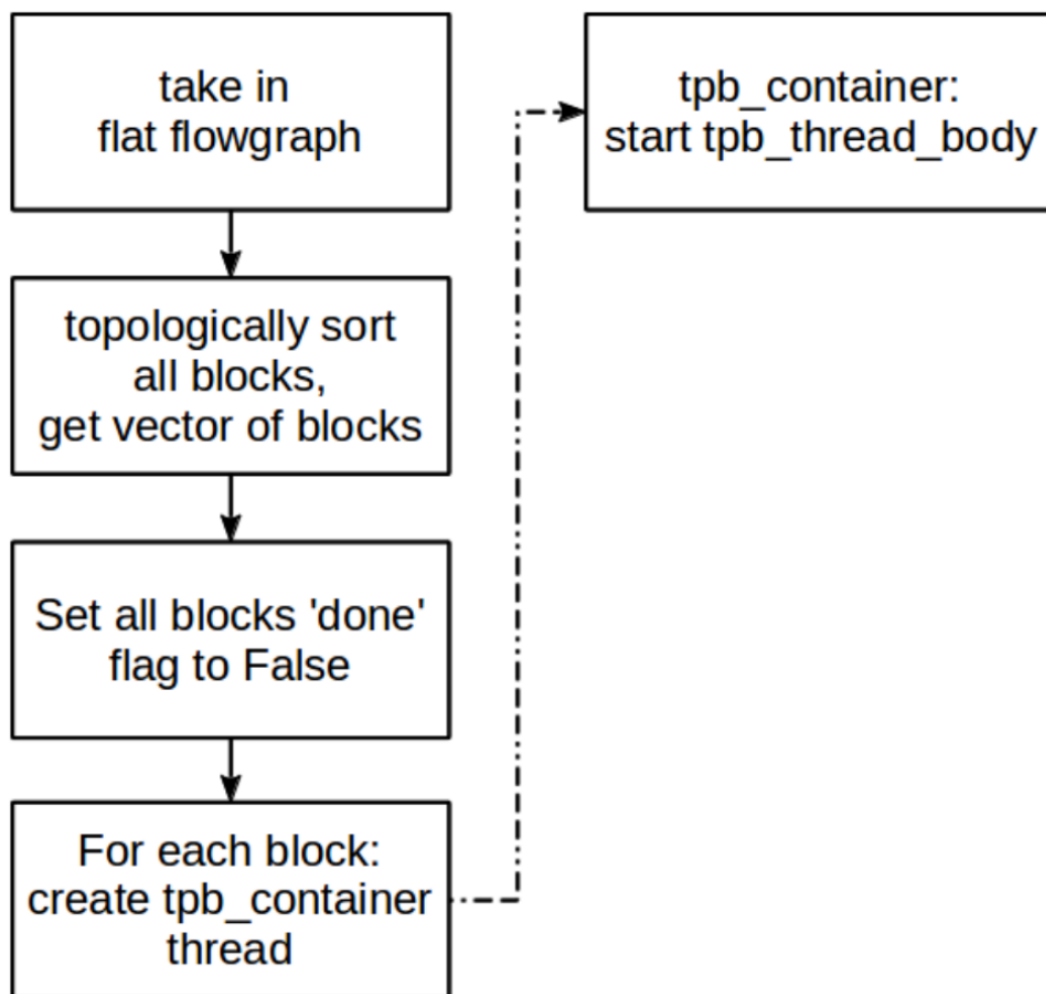 take in
flat flowgraph
topologically sort
all blocks,
get vector of blocks
Set all blocks 'done'
flag to False
For each block:
create tpb_container
thread
tpb_container:
start tpb_thread_body